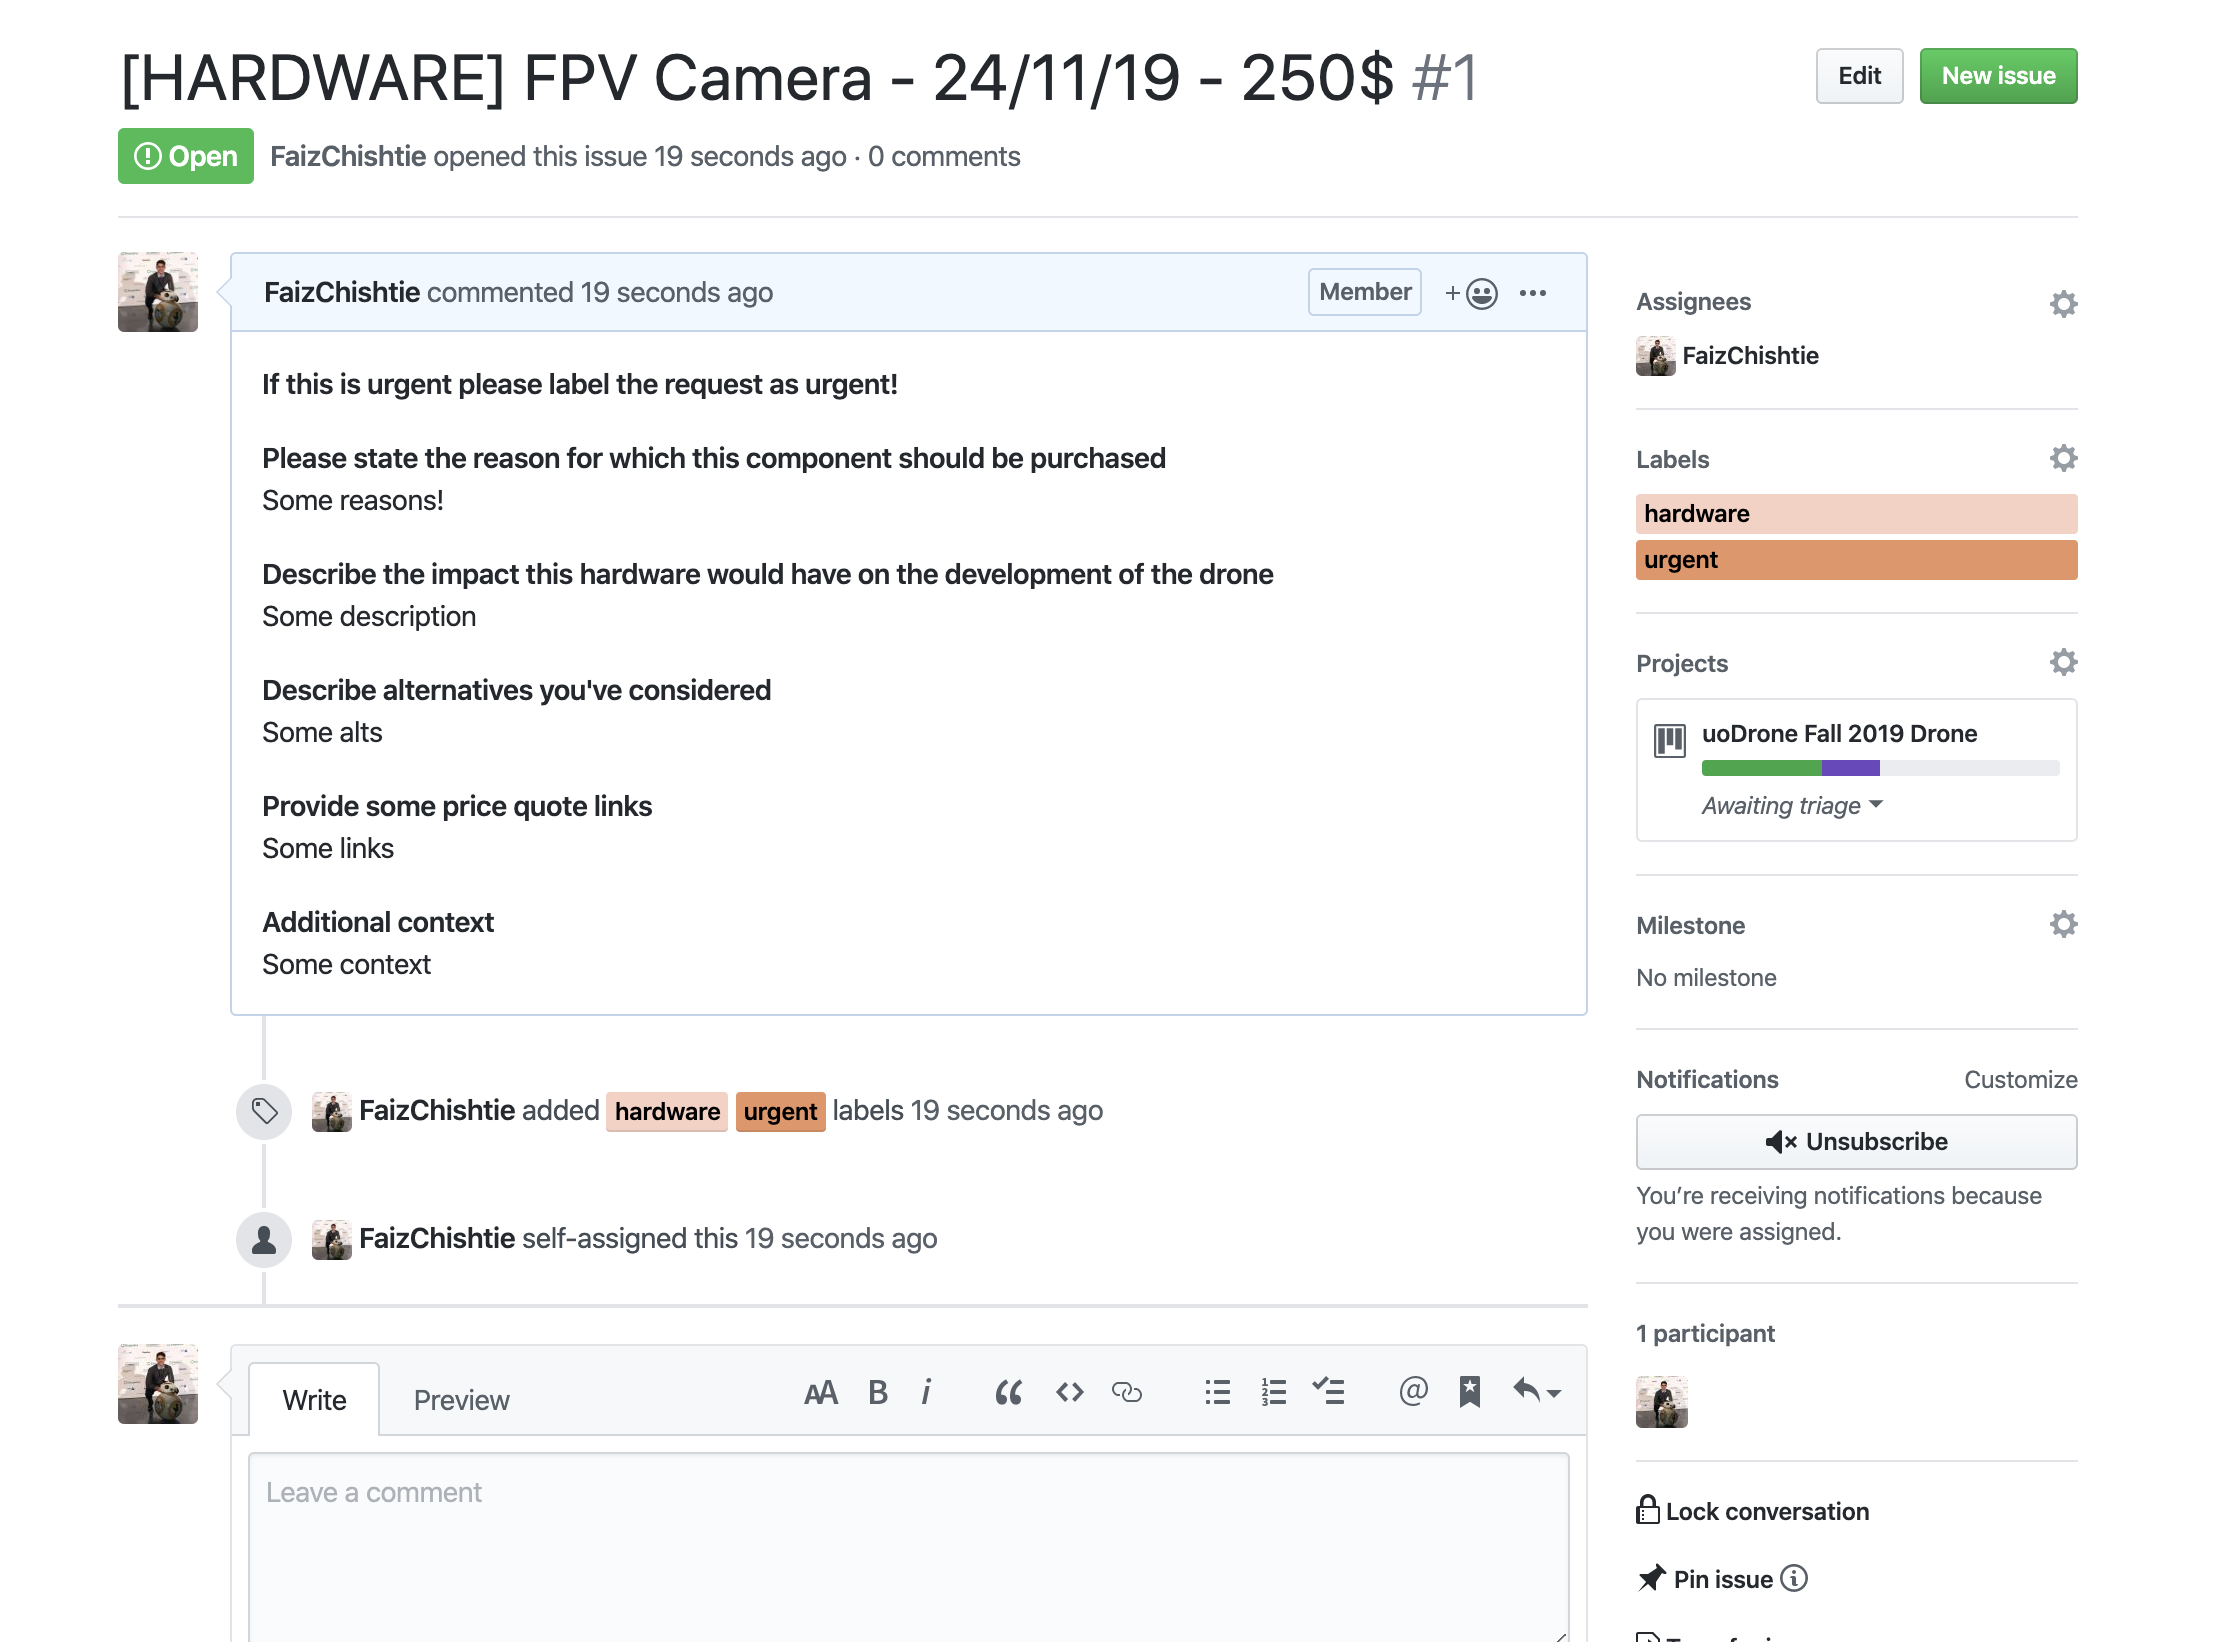 [HARDWARE] FPV Camera - 24/11/19 - 250$ #1
Edit
New issue
Open
FaizChishtie opened this issue 19 seconds ago · 0 comments
FaizChishtie commented 19 seconds ago
Member
If this is urgent please label the request as urgent!
Please state the reason for which this component should be purchased
Some reasons!
Describe the impact this hardware would have on the development of the drone
Some description
Describe alternatives you've considered
Some alts
Provide some price quote links
Some links
Additional context
Some context
FaizChishtie added hardware urgent labels 19 seconds ago
FaizChishtie self-assigned this 19 seconds ago
Write
Preview
Leave a comment
Assignees
FaizChishtie
Labels
hardware
urgent
Projects
uoDrone Fall 2019 Drone
Awaiting triage
Milestone
No milestone
Notifications
Customize
Unsubscribe
You’re receiving notifications because
you were assigned.
1 participant
Lock conversation
Pin issue